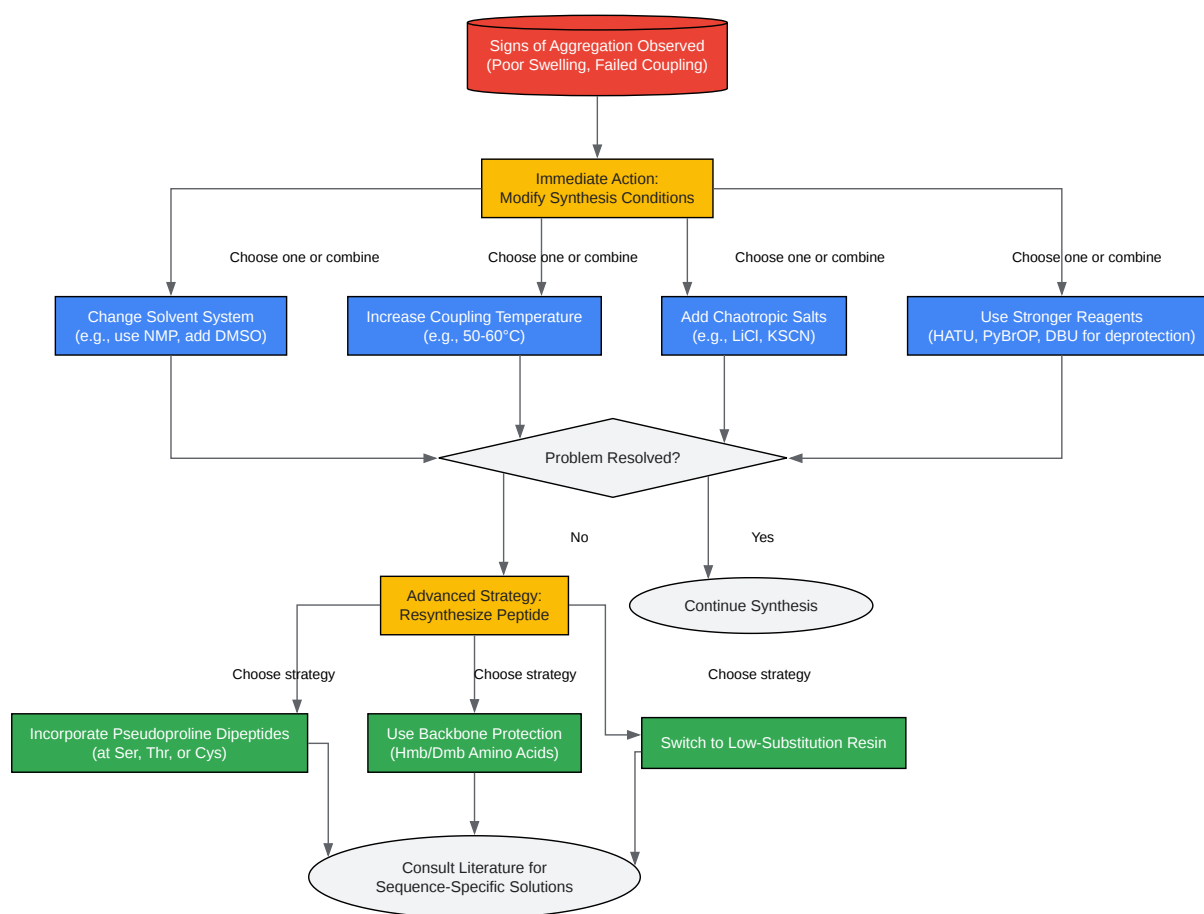 Signs of Aggregation Observed
(Poor Swelling, Failed Coupling)
Immediate Action:
Modify Synthesis Conditions
Choose one or combine
Choose one or combine
Choose one or combine
Choose one or combine
Change Solvent System
(e.g., use NMP, add DMSO)
Increase Coupling Temperature
(e.g., 50-60°C)
Add Chaotropic Salts
(e.g., LiCl, KSCN)
Use Stronger Reagents
(HATU, PyBrOP, DBU for deprotection)
Problem Resolved?
No
Yes
Advanced Strategy:
Resynthesize Peptide
Continue Synthesis
Choose strategy
Choose strategy
Choose strategy
Incorporate Pseudoproline Dipeptides
(at Ser, Thr, or Cys)
Use Backbone Protection
(Hmb/Dmb Amino Acids)
Switch to Low-Substitution Resin
Consult Literature for
Sequence-Specific Solutions